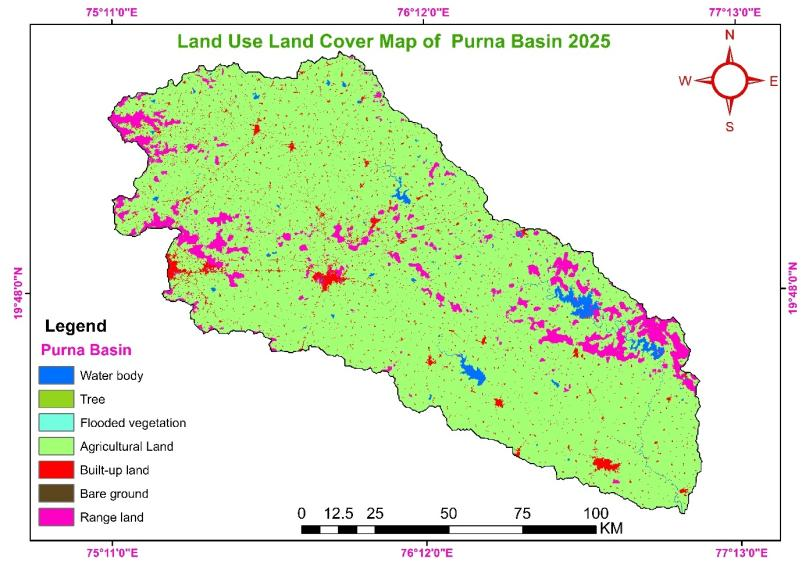 75°11'0"E 76°12'0"E 77°13'0"E
Land Use Land Cover Map of Purna Basin 2025
N
W E
S
19°48'0"N 19°48'0"N
Legend
Purna Basin
Water body
Tree
Flooded vegetation
Agricultural Land
Built-up land
Bare ground
Range land
0 12.5 25 50 75 100
KM
75°11'0"E 76°12'0"E 77°13'0"E